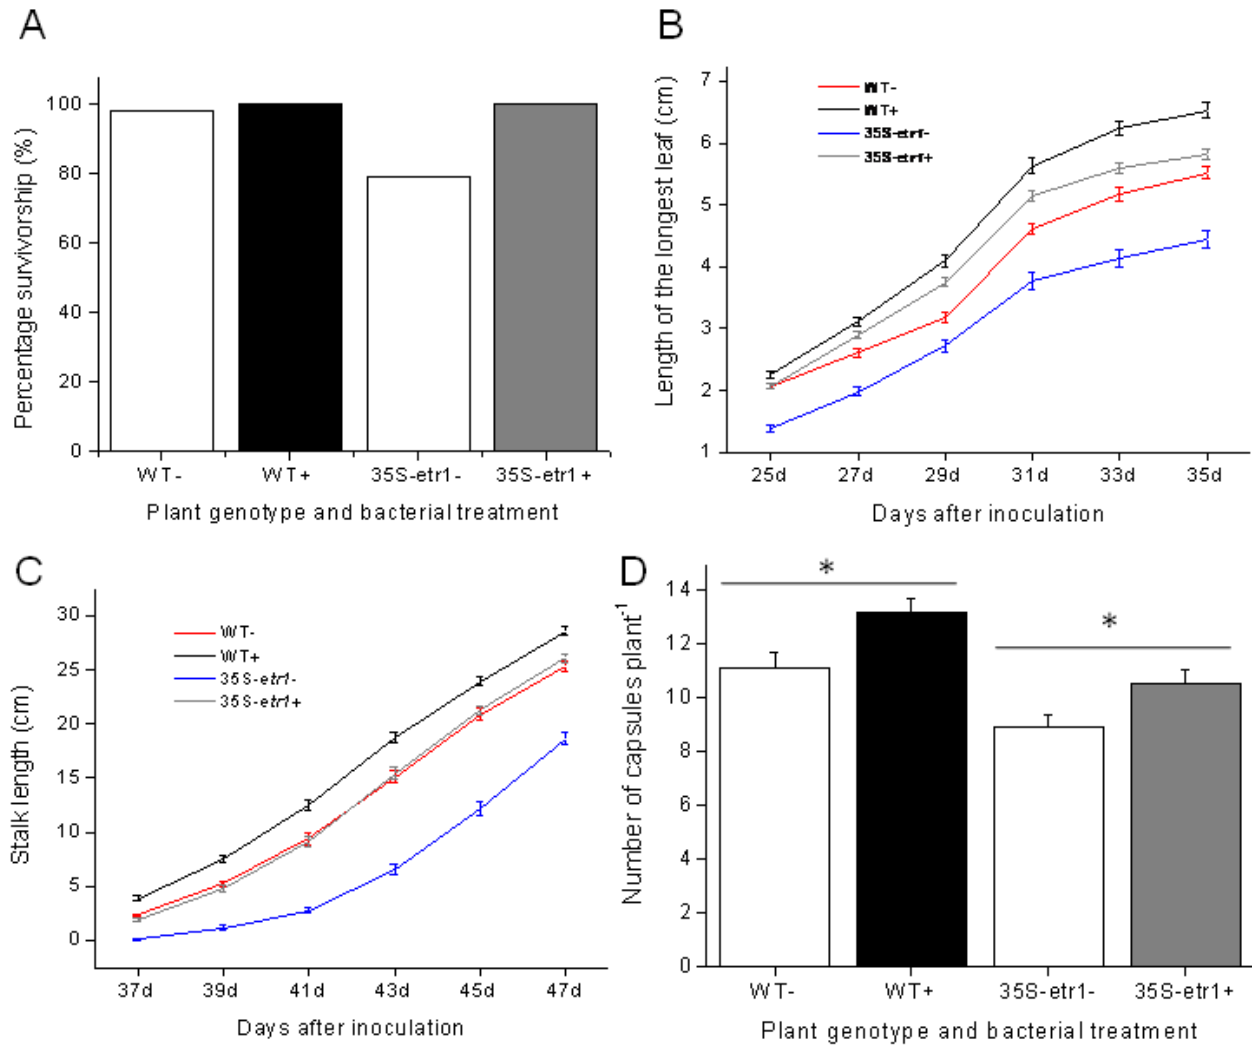 A
100
80
60
40
20
0
Percentage survivorship (%)
WT-
WT+
35S-etr1-
35S-etr1+
Plant genotype and bacterial treatment
B
7
6
5
4
3
2
1
Length of the longest leaf (cm)
WT-
WT+
35S-etr1-
35S-etr1+
25d
27d
29d
31d
33d
35d
Days after inoculation
C
30
25
20
15
10
5
0
Stalk length (cm)
WT-
WT+
35S-etr1-
35S-etr1+
37d
39d
41d
43d
45d
47d
Days after inoculation
D
14
12
10
8
6
4
2
0
Number of capsules plant-1
*
*
WT-
WT+
35S-etr1-
35S-etr1+
Plant genotype and bacterial treatment